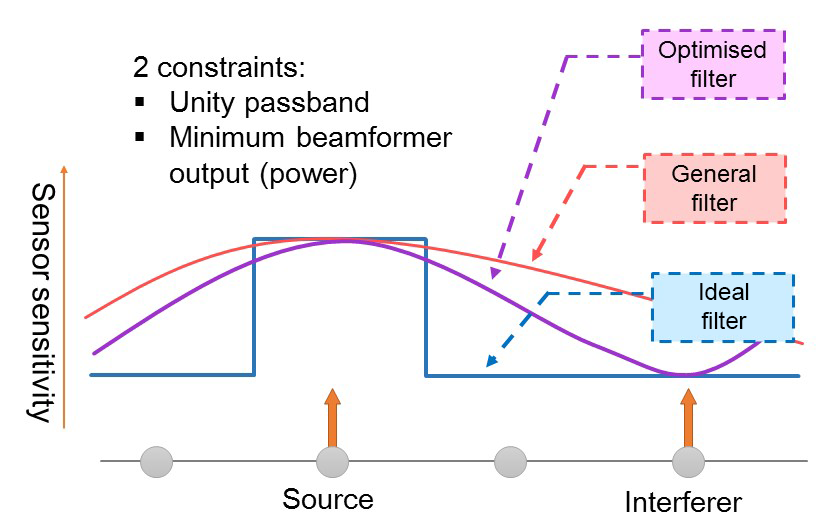 2 constraints:
▪ Unity passband
▪ Minimum beamformer
output (power)
Optimised
filter
General
filter
Ideal
filter
Sensor sensitivity
Source
Interferer